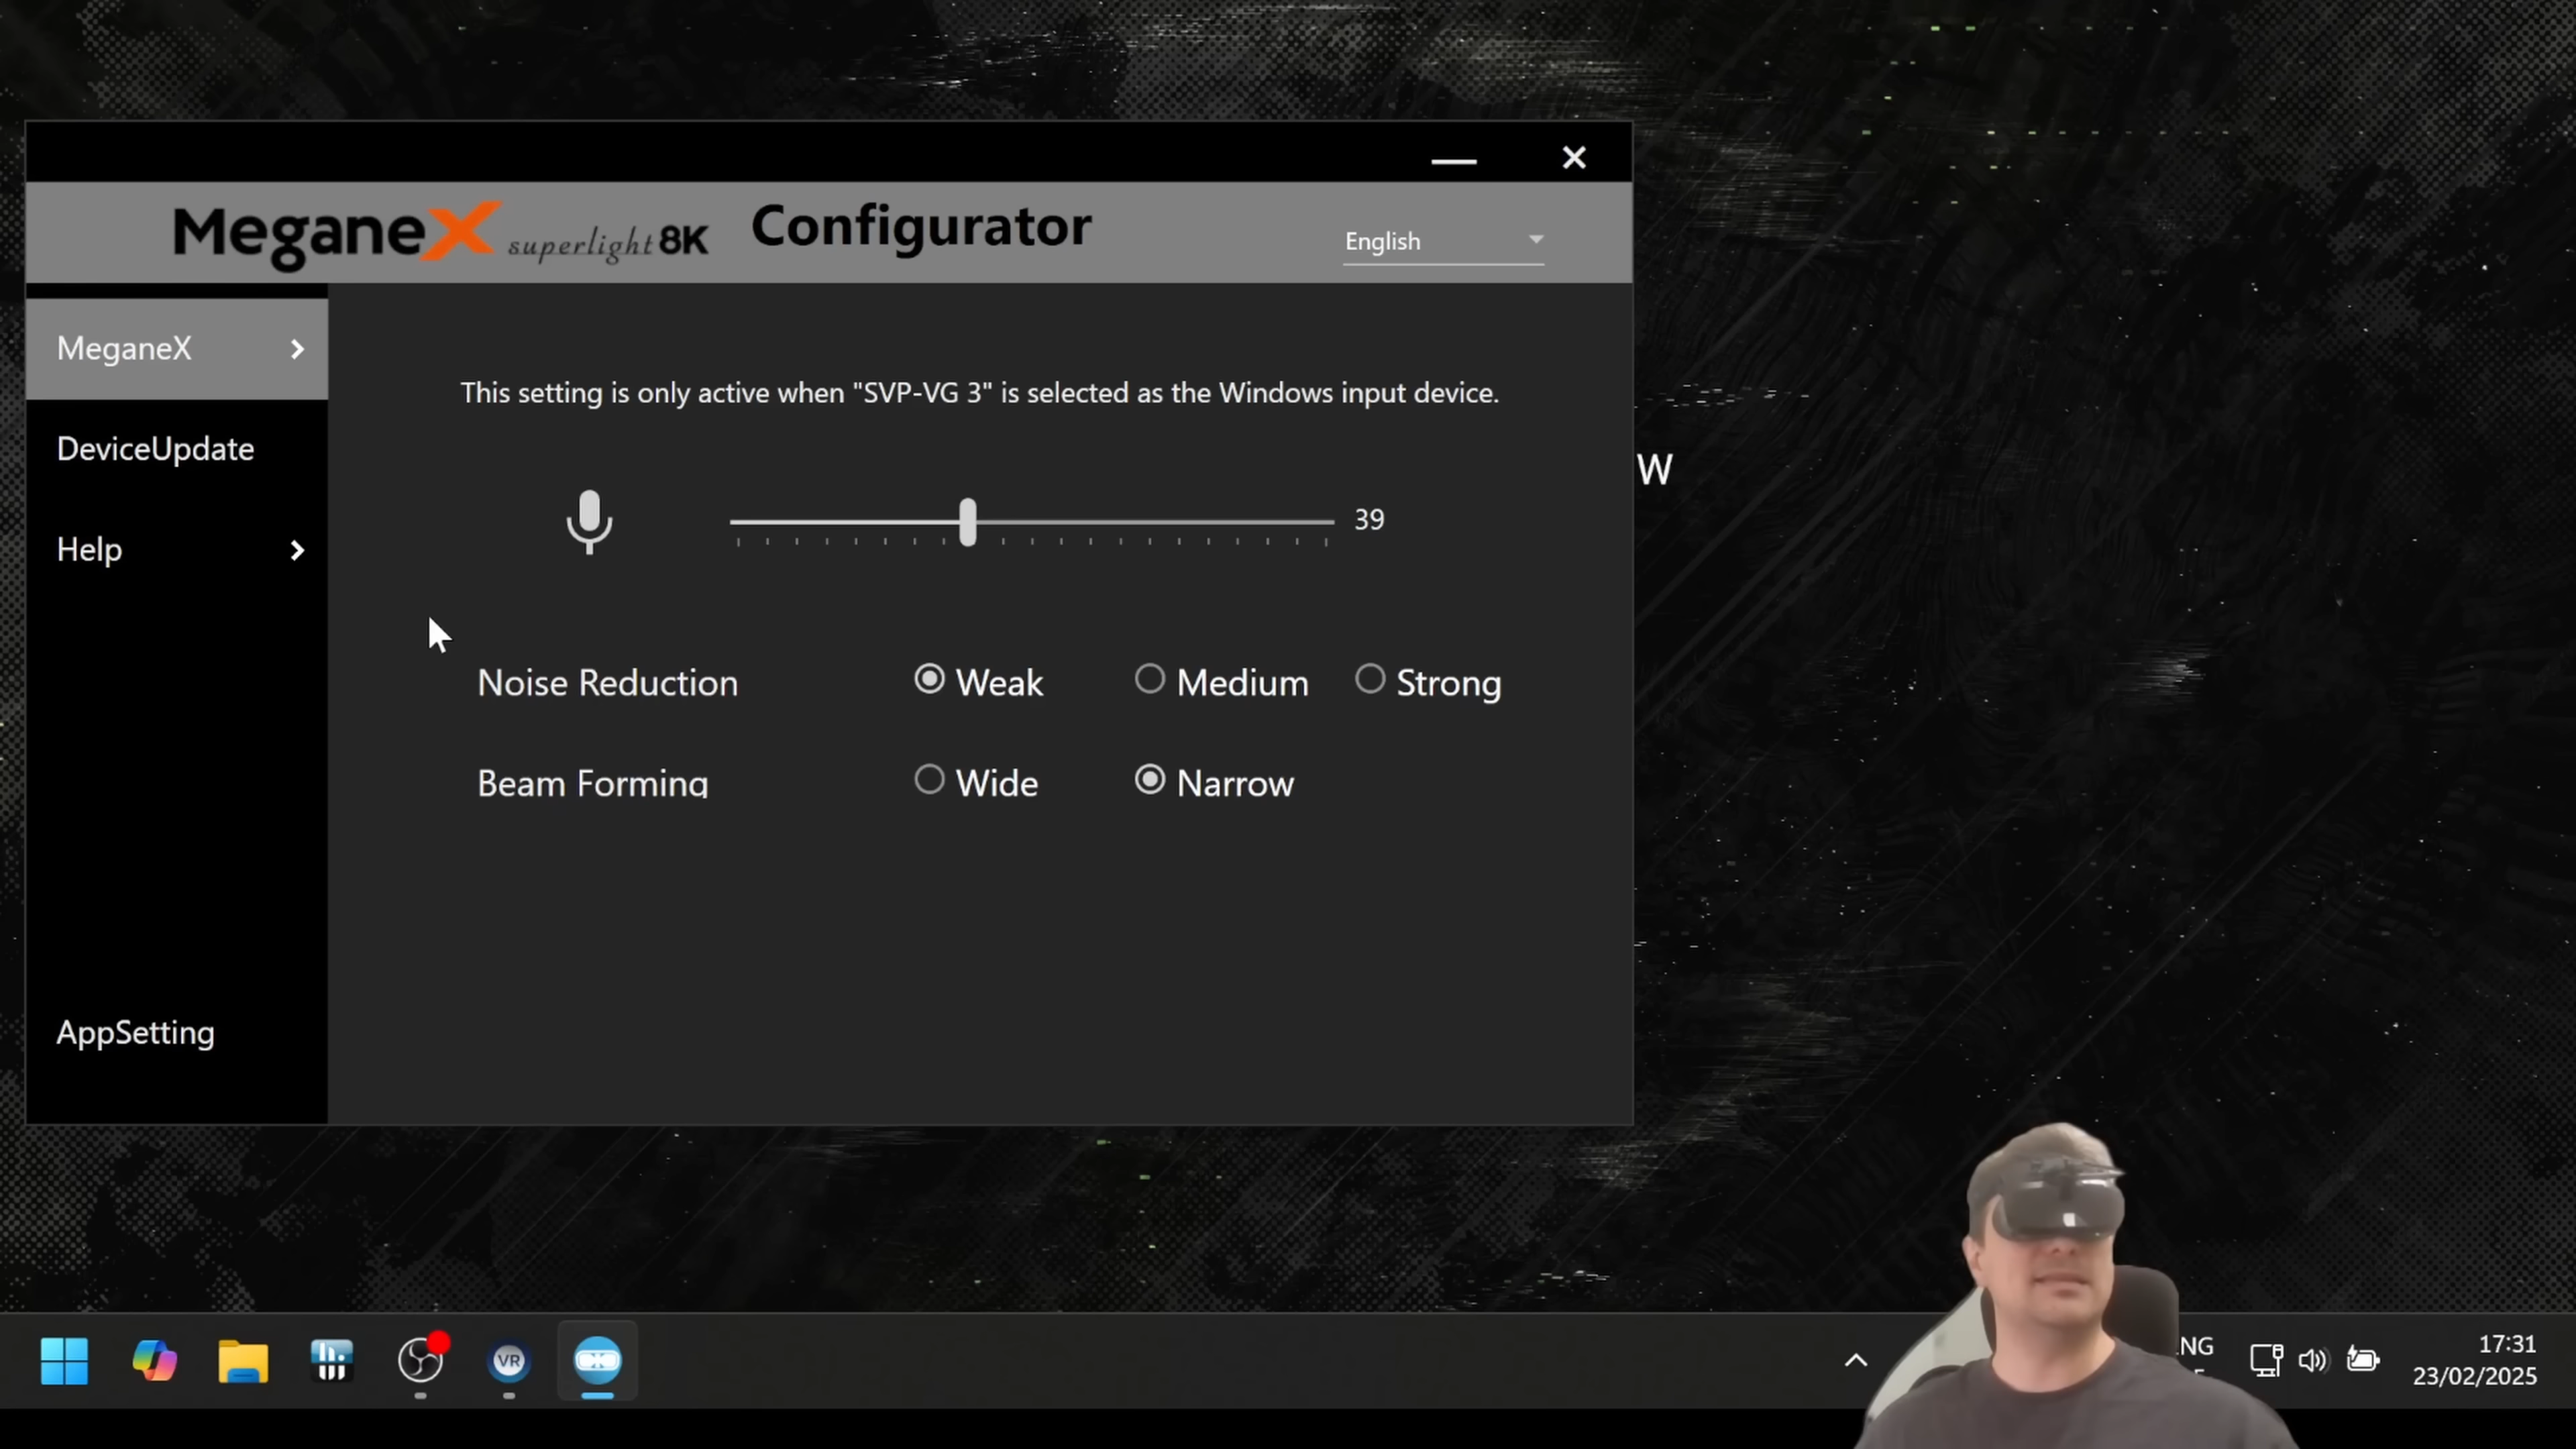 MeganeX superlight 8K Configurator
English
MeganeX
DeviceUpdate
Help
AppSetting
This setting is only active when "SVP-VG 3" is selected as the Windows input device.
39
Noise Reduction Weak Medium Strong
Beam Forming Wide Narrow
W
VR
NG
17:31
23/02/2025